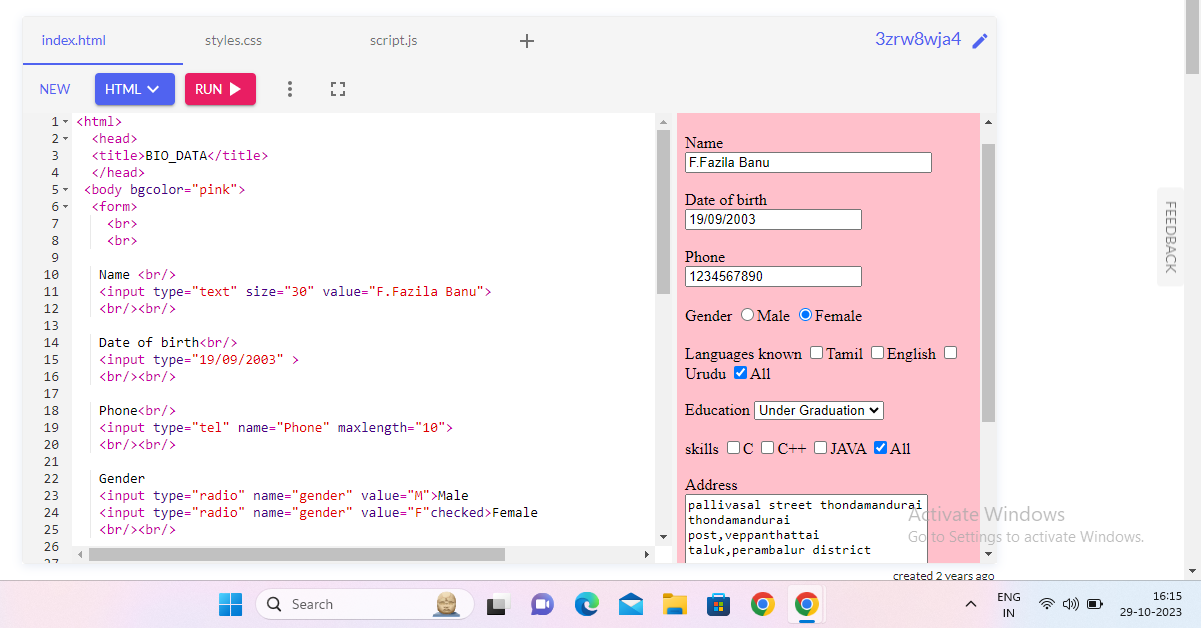 index.html
styles.css
script.js
+
3zrw8wja4
NEW
HTML
RUN
1 <html>
2 <head>
3 <title>BIO_DATA</title>
4 </head>
5 <body bgcolor="pink">
6 <form>
7 <br>
8 <br>
9
10 Name <br/>
11 <input type="text" size="30" value="F.Fazila Banu">
12 <br/><br/>
13
14 Date of birth<br/>
15 <input type="19/09/2003" >
16 <br/><br/>
17
18 Phone<br/>
19 <input type="tel" name="Phone" maxlength="10">
20 <br/><br/>
21
22 Gender
23 <input type="radio" name="gender" value="M">Male
24 <input type="radio" name="gender" value="F"checked>Female
25 <br/><br/>
26
27
Name
F.Fazila Banu
Date of birth
19/09/2003
Phone
1234567890
Gender Male Female
Languages known Tamil English
Urudu All
Education Under Graduation
skills C C++ JAVA All
Address
pallivasal street thondamandurai
thondamandurai
post,veppanthattai
taluk,perambalur district
FEEDBACK
Activate Windows
Go to Settings to activate Windows.
created 2 years ago
Search
ENG
IN
16:15
29-10-2023